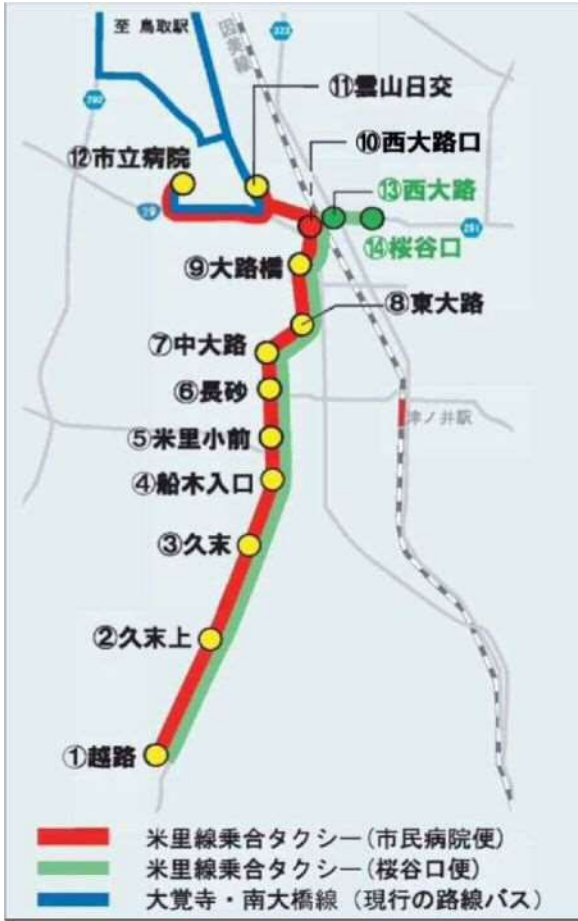 至 鳥取駅
323
因美線
292
⑪雲山日交
⑩西大路口
⑫市立病院
⑬西大路
29
291
⑭桜谷口
⑨大路橋
⑧東大路
⑦中大路
⑥長砂
津ノ井駅
⑤米里小前
④船木入口
③久末
②久末上
①越路
米里線乗合タクシー(市民病院便)
米里線乗合タクシー(桜谷口便)
大覚寺・南大橋線（現行の路線バス）